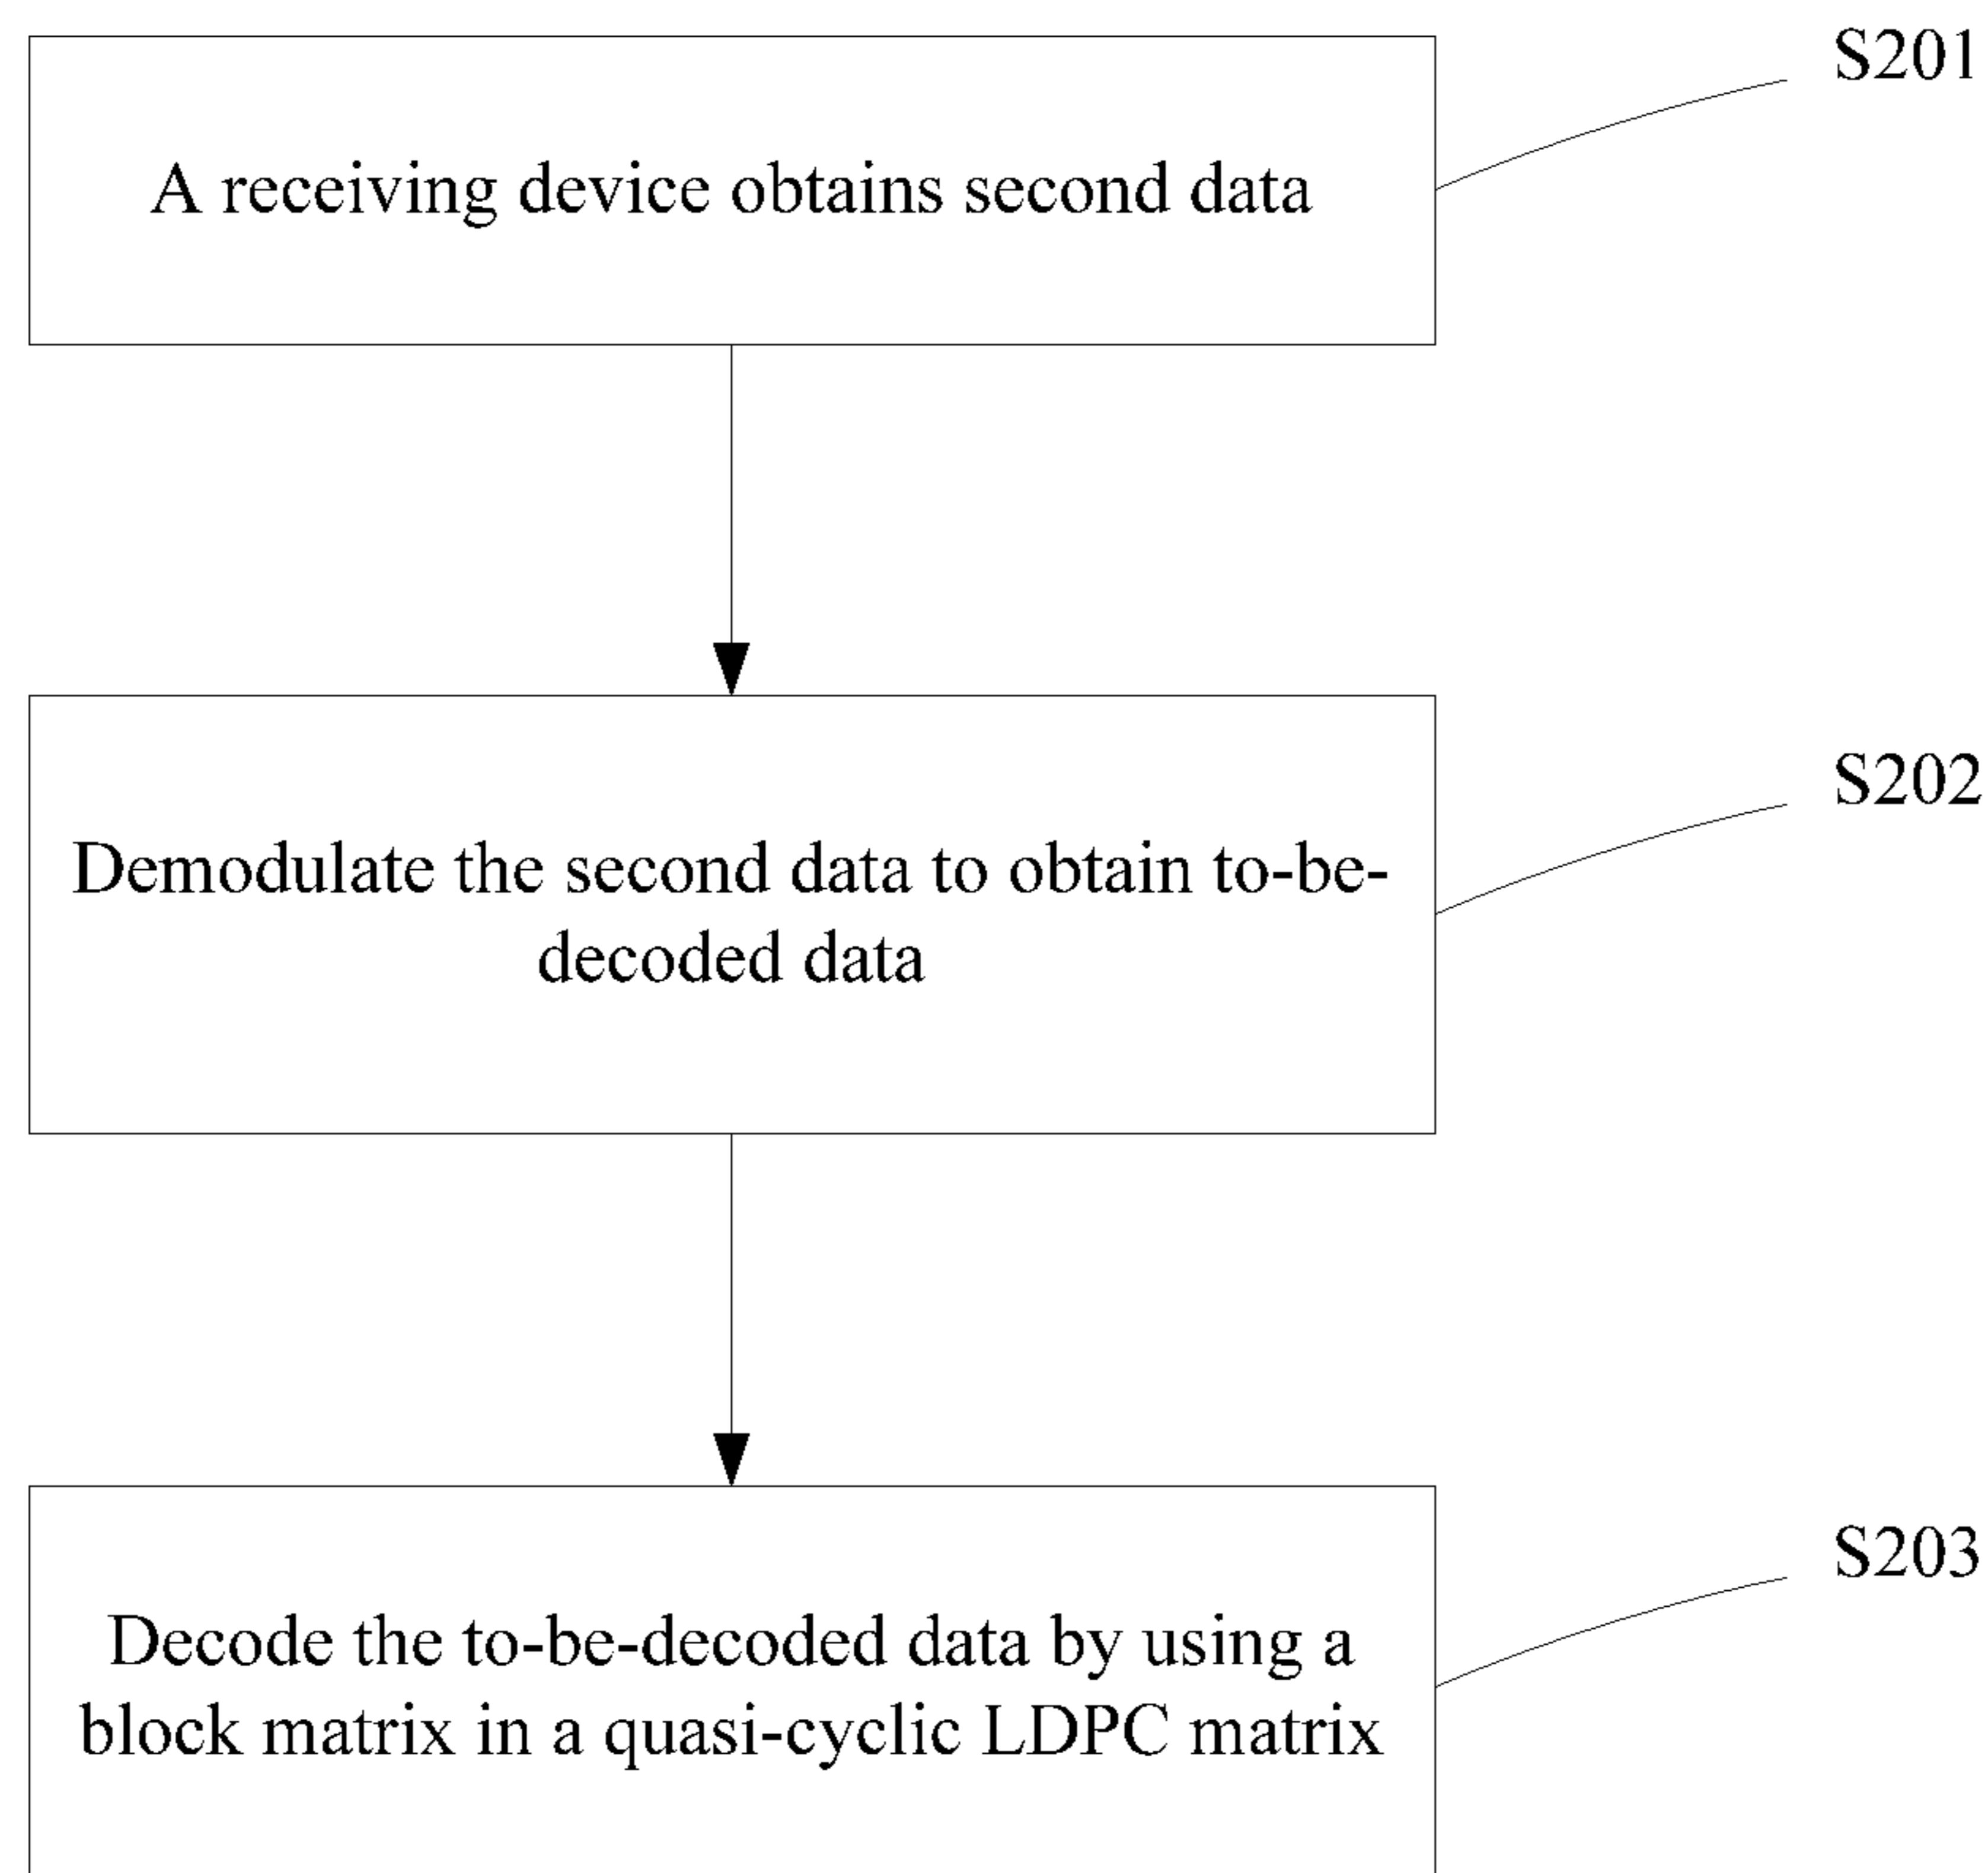 S201
A receiving device obtains second data
S202
Demodulate the second data to obtain to-be-
decoded data
S203
Decode the to-be-decoded data by using a
block matrix in a quasi-cyclic LDPC matrix